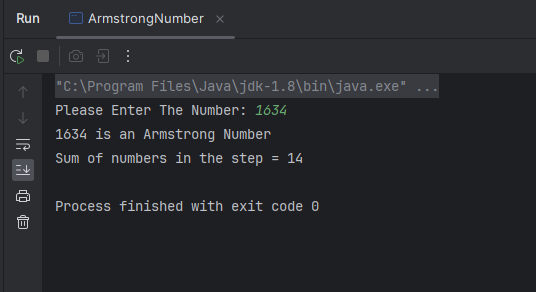 Run ArmstrongNumber
"C:\Program Files\Java\jdk-1.8\bin\java.exe" ...
Please Enter The Number: 1634
1634 is an Armstrong Number
Sum of numbers in the step = 14
Process finished with exit code 0